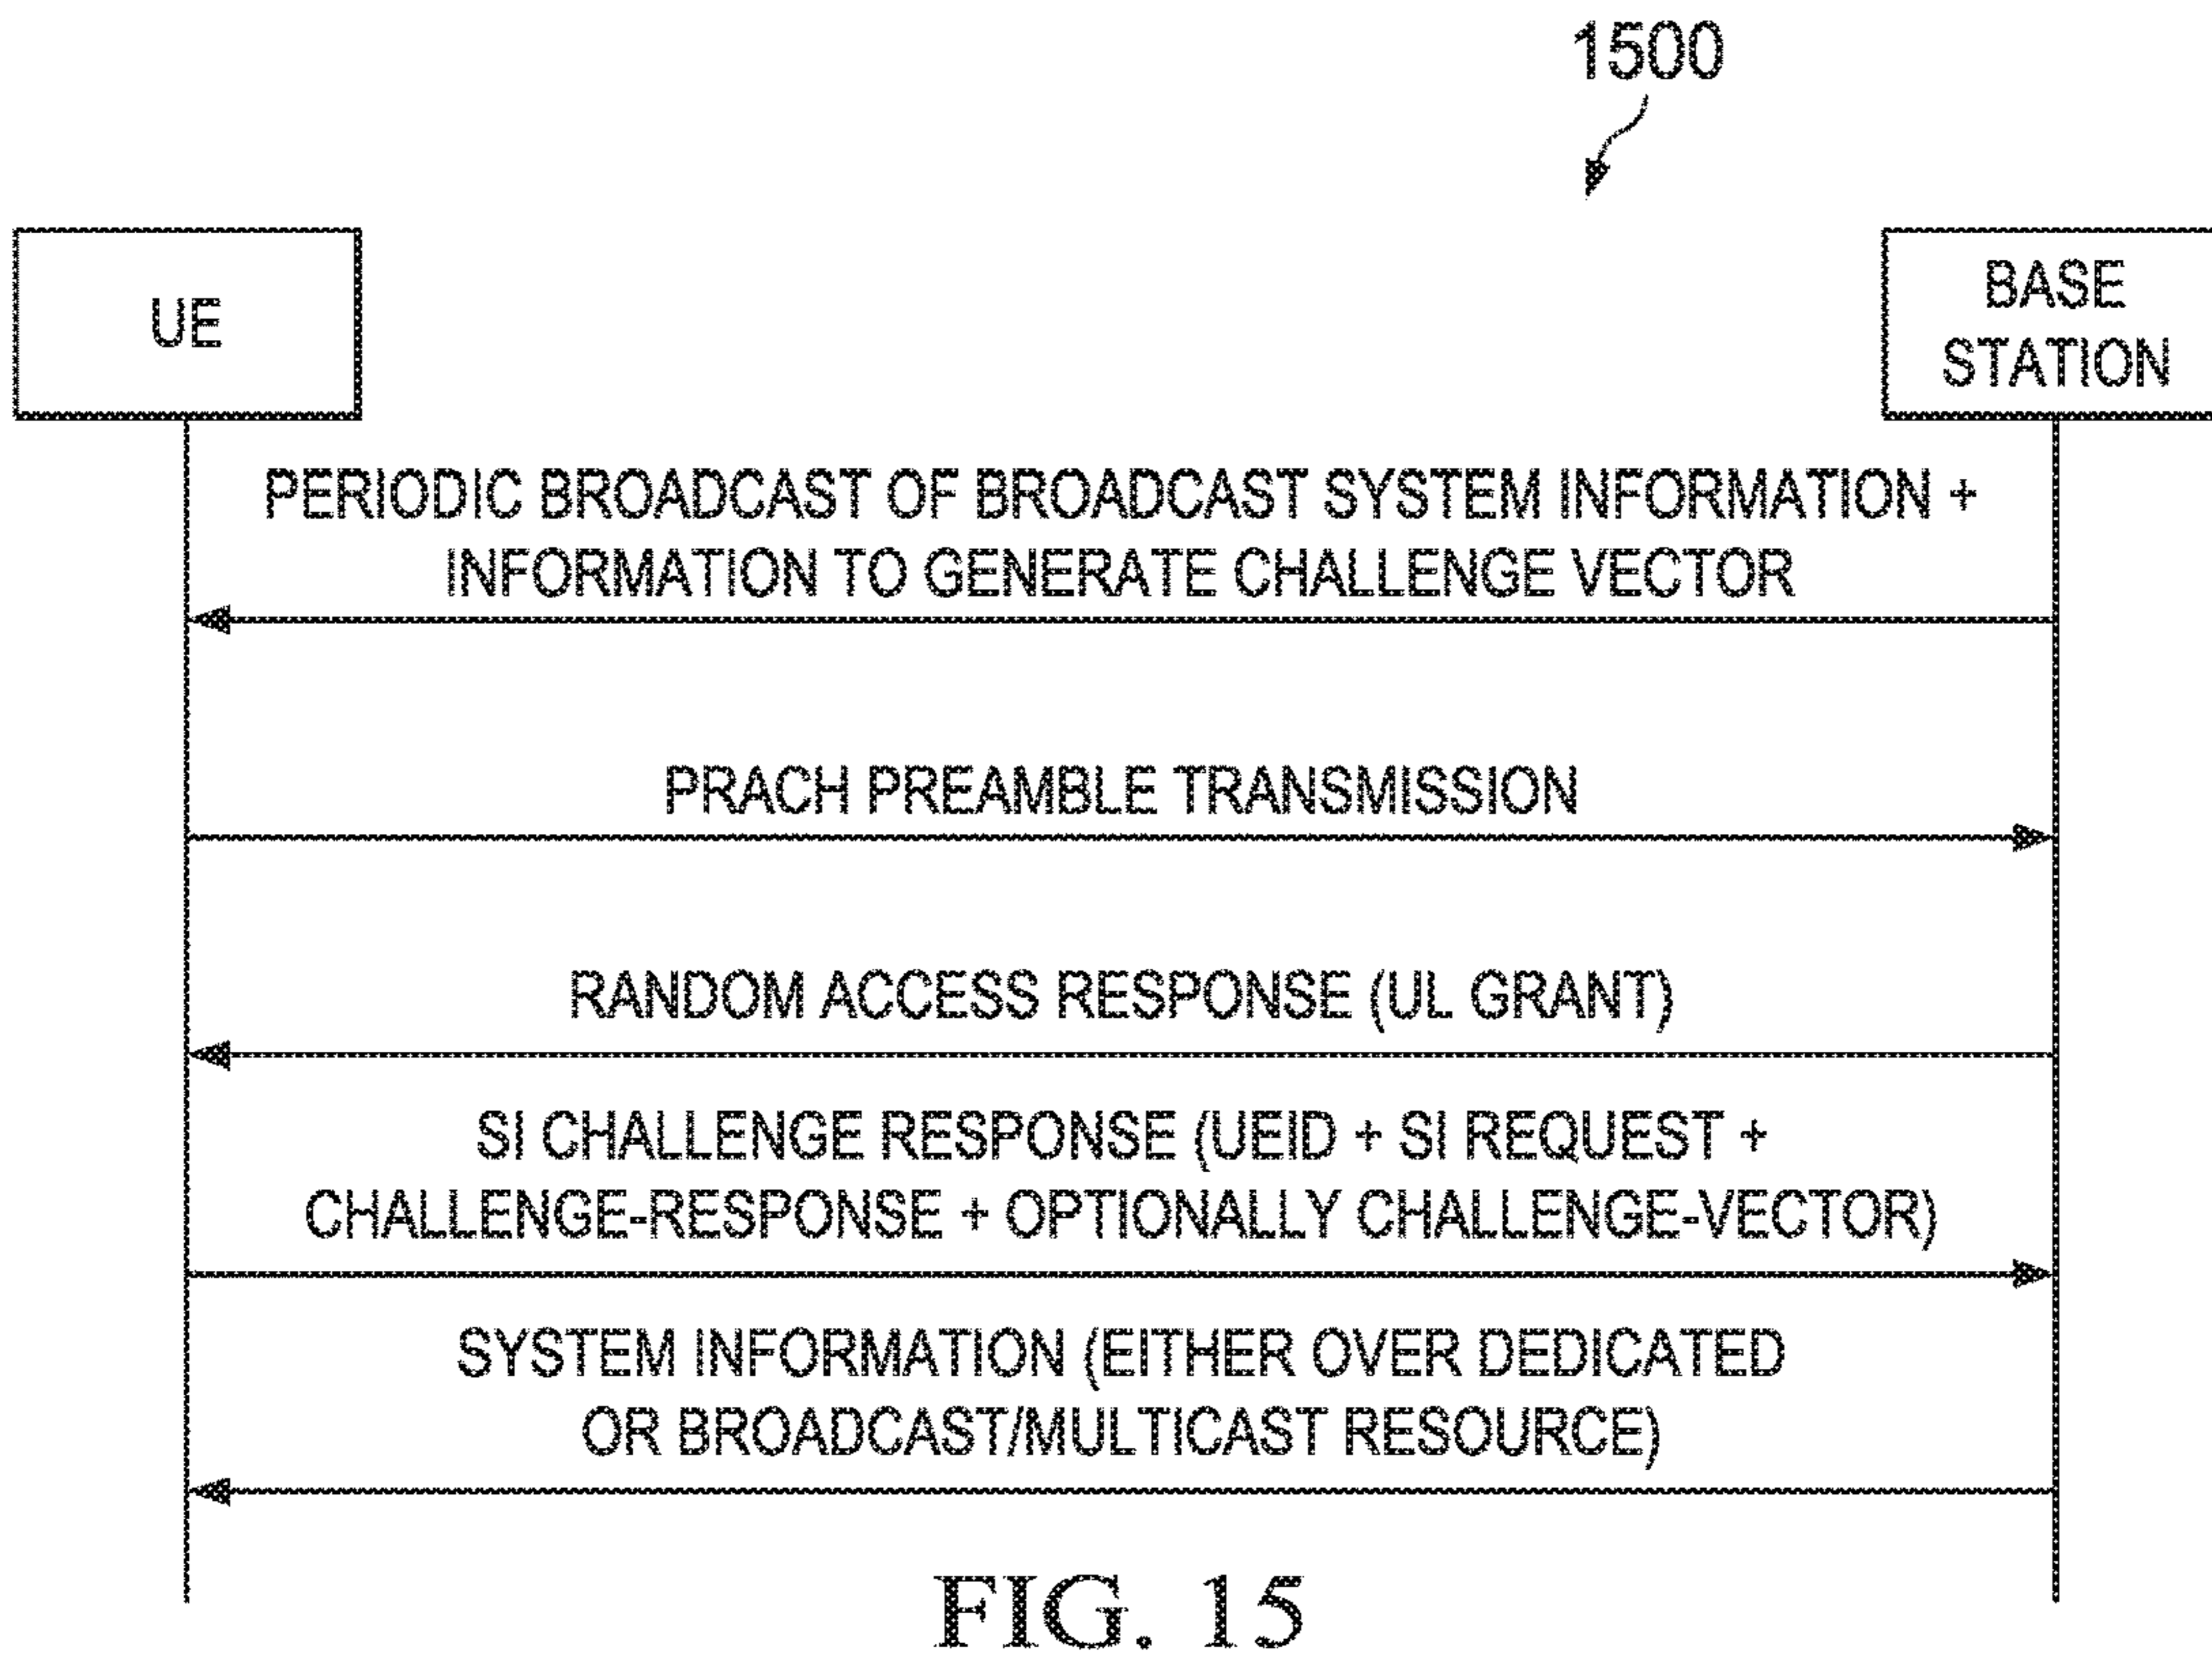 1500
UE
BASE
STATION
PERIODIC BROADCAST OF BROADCAST SYSTEM INFORMATION +
INFORMATION TO GENERATE CHALLENGE VECTOR
PRACH PREAMBLE TRANSMISSION
RANDOM ACCESS RESPONSE (UL GRANT)
SI CHALLENGE RESPONSE (UEID + SI REQUEST +
CHALLENGE-RESPONSE + OPTIONALLY CHALLENGE-VECTOR)
SYSTEM INFORMATION (EITHER OVER DEDICATED
OR BROADCAST/MULTICAST RESOURCE)
FIG. 15